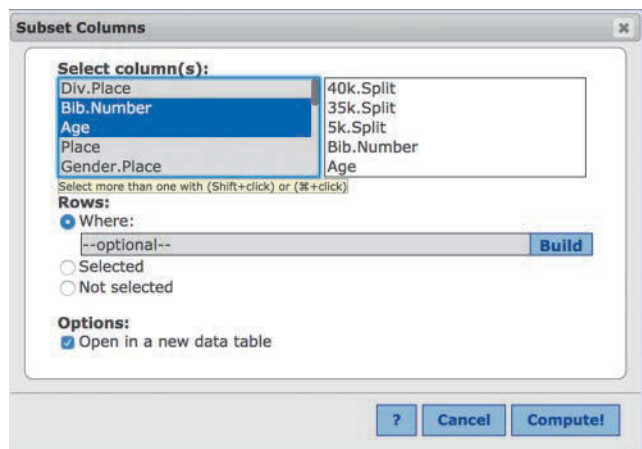 Subset Columns
Select column(s):
Div.Place
Bib.Number
Age
Place
Gender.Place
40k.Split
35k.Split
5k.Split
Bib.Number
Age
Select more than one with (Shift+click) or (⌘+click)
Rows:
Where:
--optional--
Build
Selected
Not selected
Options:
Open in a new data table
?
Cancel
Compute!